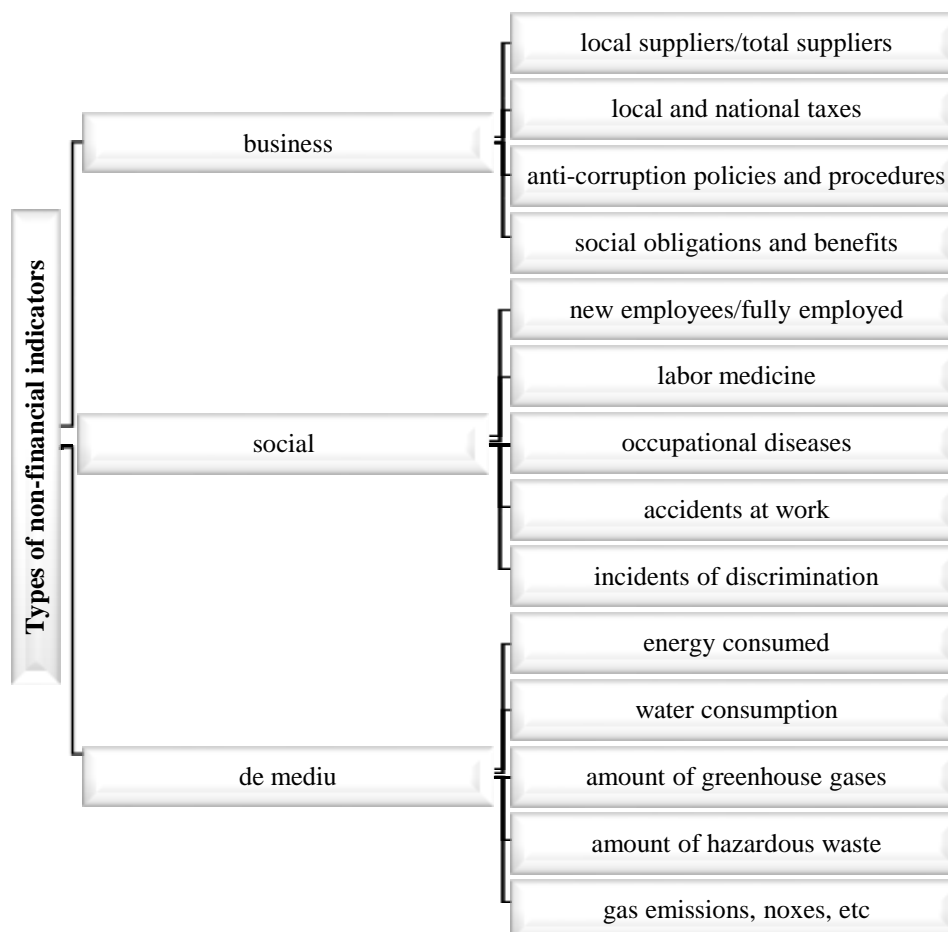 Types of non-financial indicators
business
local suppliers/total suppliers
local and national taxes
anti-corruption policies and procedures
social obligations and benefits
social
new employees/fully employed
labor medicine
occupational diseases
accidents at work
incidents of discrimination
de mediu
energy consumed
water consumption
amount of greenhouse gases
amount of hazardous waste
gas emissions, noxes, etc